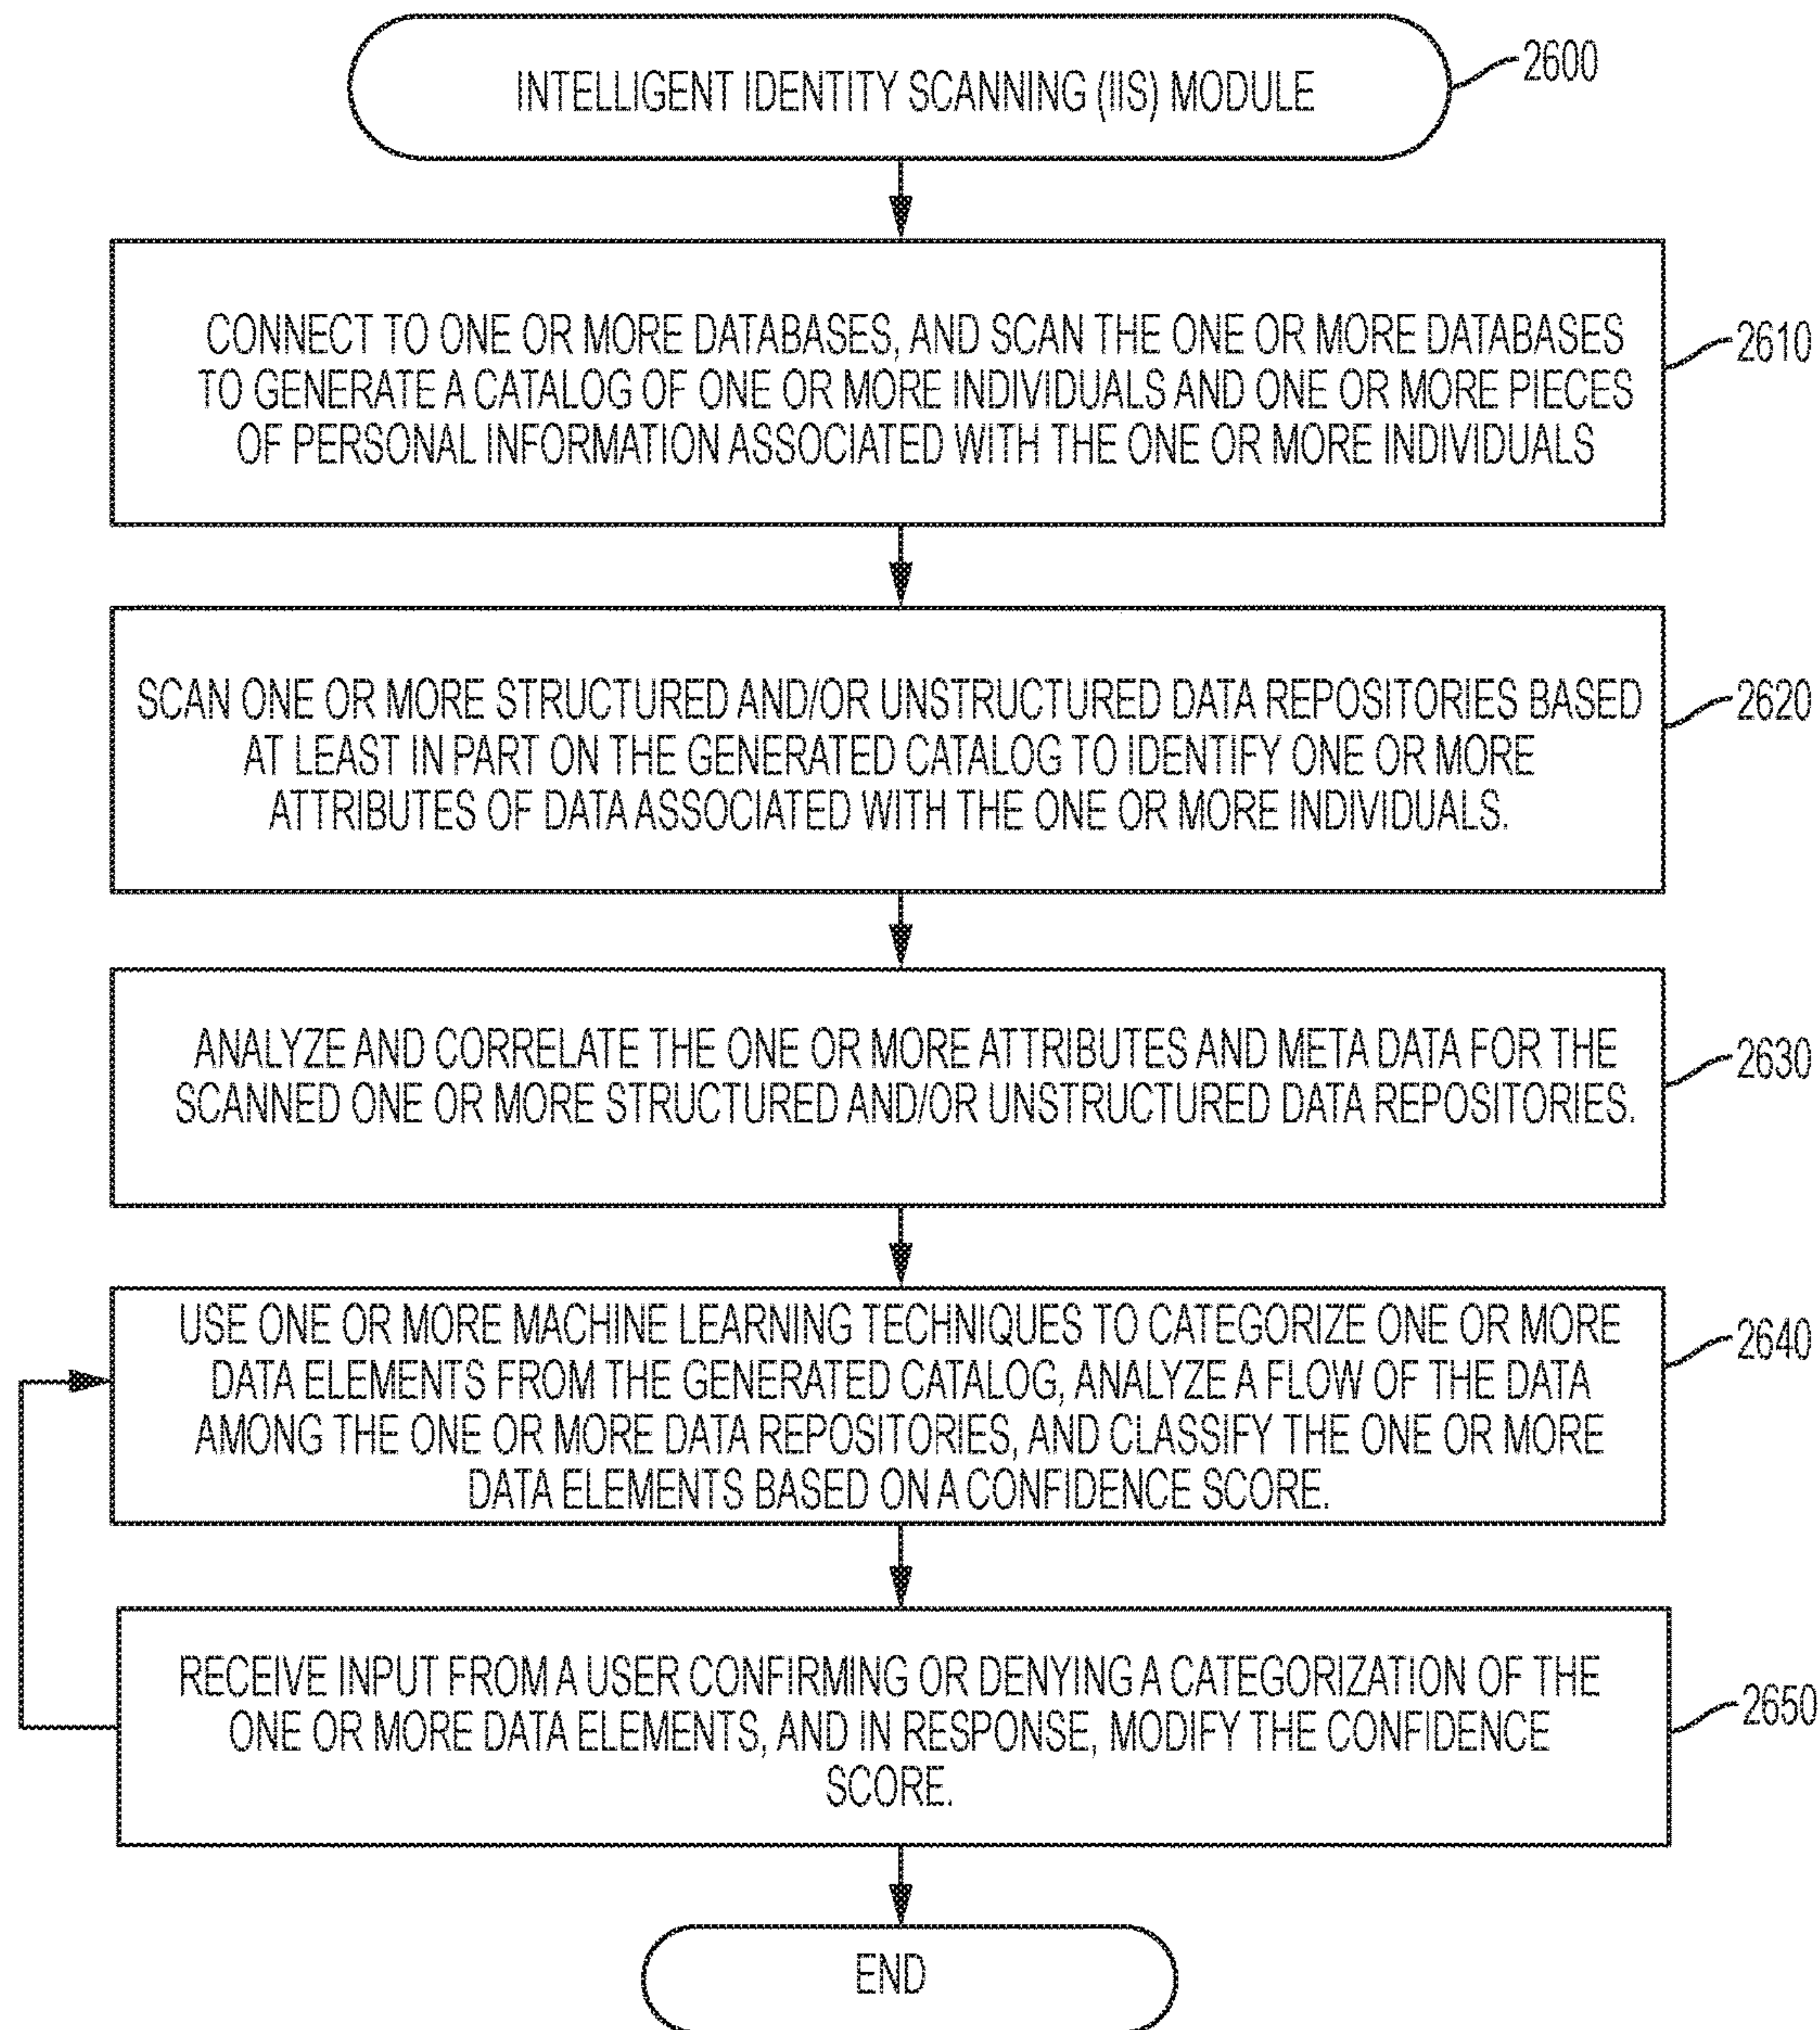 INTELLIGENT IDENTITY SCANNING (IIS) MODULE
2600
CONNECT TO ONE OR MORE DATABASES, AND SCAN THE ONE OR MORE DATABASES
TO GENERATE A CATALOG OF ONE OR MORE INDIVIDUALS AND ONE OR MORE PIECES
OF PERSONAL INFORMATION ASSOCIATED WITH THE ONE OR MORE INDIVIDUALS
2610
SCAN ONE OR MORE STRUCTURED AND/OR UNSTRUCTURED DATA REPOSITORIES BASED
AT LEAST IN PART ON THE GENERATED CATALOG TO IDENTIFY ONE OR MORE
ATTRIBUTES OF DATA ASSOCIATED WITH THE ONE OR MORE INDIVIDUALS.
2620
ANALYZE AND CORRELATE THE ONE OR MORE ATTRIBUTES AND META DATA FOR THE
SCANNED ONE OR MORE STRUCTURED AND/OR UNSTRUCTURED DATA REPOSITORIES.
2630
USE ONE OR MORE MACHINE LEARNING TECHNIQUES TO CATEGORIZE ONE OR MORE
DATA ELEMENTS FROM THE GENERATED CATALOG, ANALYZE A FLOW OF THE DATA
AMONG THE ONE OR MORE DATA REPOSITORIES, AND CLASSIFY THE ONE OR MORE
DATA ELEMENTS BASED ON A CONFIDENCE SCORE.
2640
RECEIVE INPUT FROM A USER CONFIRMING OR DENYING A CATEGORIZATION OF THE
ONE OR MORE DATA ELEMENTS, AND IN RESPONSE, MODIFY THE CONFIDENCE
SCORE.
2650
END